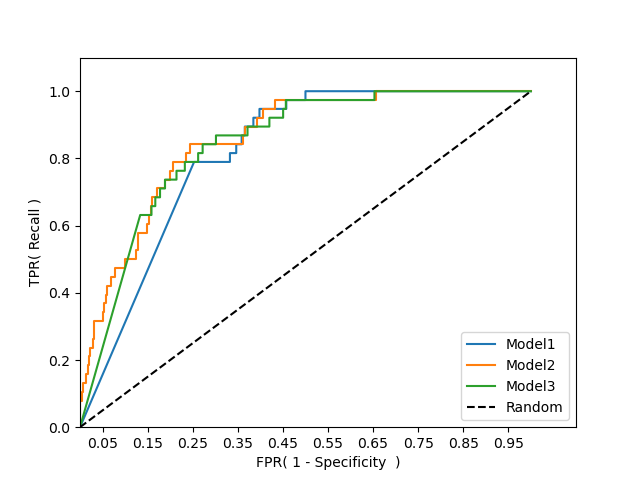 1.0
0.8
0.6
0.4
0.2
0.0
TPR( Recall )
0.05 0.15 0.25 0.35 0.45 0.55 0.65 0.75 0.85 0.95
FPR( 1 - Specificity  )
Model1
Model2
Model3
Random